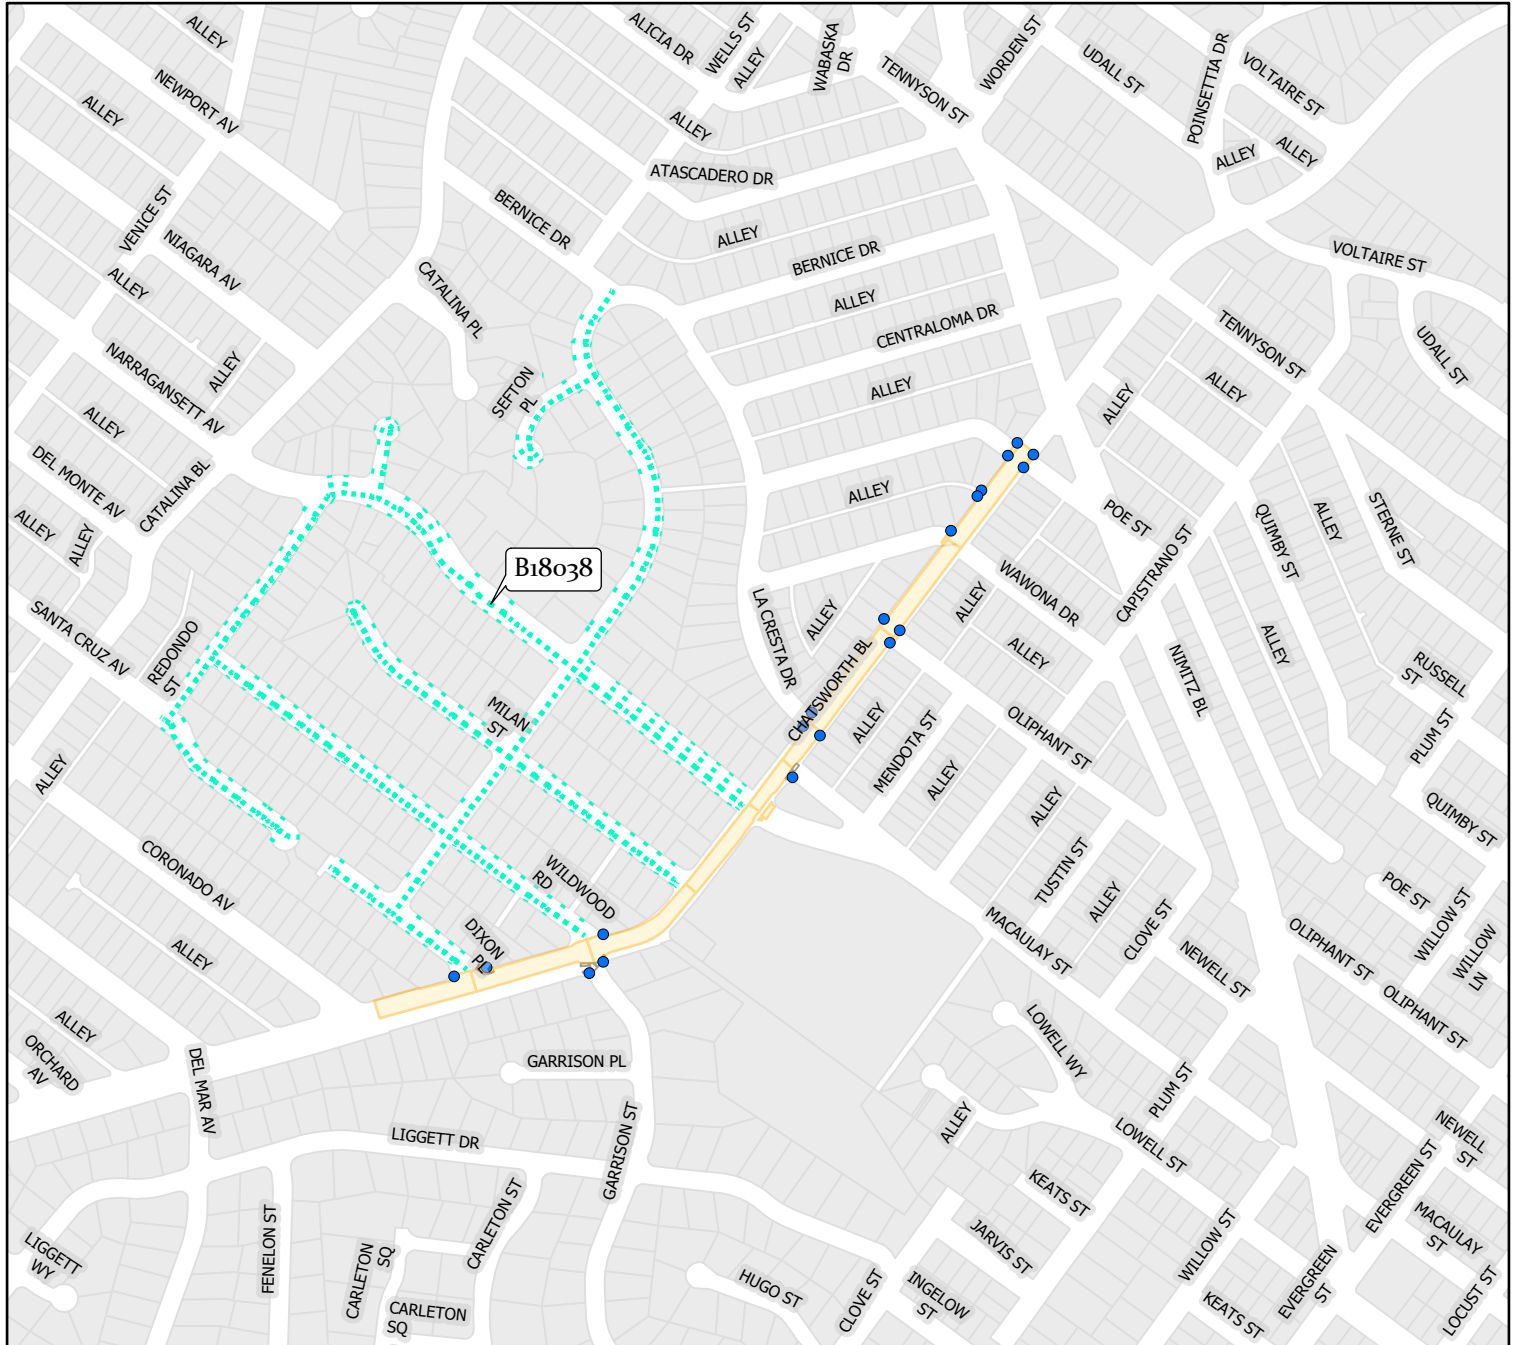 ALLEY
ALICIA DR
WELLS ST
ALLEY
WABASKA
DR
TENNYSON ST
WORDEN ST
UDALL ST
POINSETTIA DR
VOLTAIRE ST
NEWPORT AV
ALLEY
ALLEY
ALLEY
ALLEY
ATASCADERO DR
BERNICE DR
VENICE ST
NIAGARA AV
ALLEY
ALLEY
BERNICE DR
VOLTAIRE ST
CATALINA PL
ALLEY
CENTRALOMA DR
TENNYSON ST
UDALL ST
NARRAGANSETT AV
ALLEY
SEFTON
PL
ALLEY
ALLEY
ALLEY
ALLEY
DEL MONTE AV
CATALINA BL
ALLEY
ALLEY
ALLEY
POE ST
CAPISTRANO ST
QUIMBY ST
ALLEY
STERNE ST
B18038
SANTA CRUZ AV
REDONDO
ST
LA CRESTA DR
ALLEY
WAWONA DR
ALLEY
ALLEY
ALLEY
NIMITZ BL
RUSSELL
ST
CHATSWORTH BL
MILAN
ST
ALLEY
MENDOTA ST
OLIPHANT ST
PLUM ST
ALLEY
ALLEY
ALLEY
QUIMBY ST
CORONADO AV
WILDWOOD
RD
TUSTIN ST
ALLEY
CLOVE ST
POE ST
WILLOW ST
WILLOW
LN
DIXON
PL
ALLEY
MACAULAY ST
NEWELL ST
OLIPHANT ST
OLIPHANT ST
ALLEY
ORCHARD
AV
DEL MAR AV
GARRISON PL
LOWELL WY
PLUM ST
LIGGETT DR
GARRISON ST
ALLEY
LOWELL ST
NEWELL
ST
EVERGREEN ST
KEATS ST
CARLETON ST
FENELON ST
LIGGETT
WY
CARLETON
SQ
CARLETON
SQ
HUGO ST
CLOVE ST
INGELOW
ST
JARVIS ST
WILLOW ST
KEATS ST
EVERGREEN
ST
MACAULAY
ST
LOCUST ST